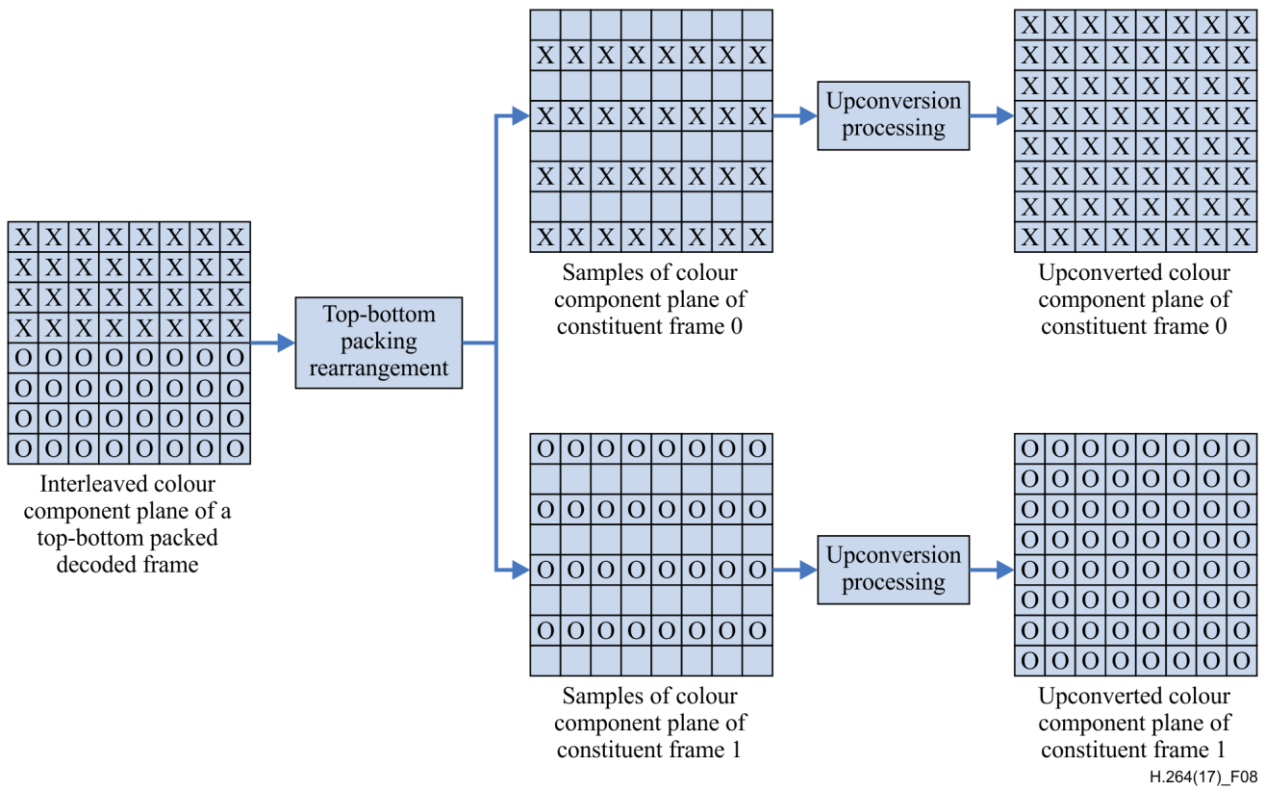 X X X X X X X X
X X X X X X X X
X X X X X X X X
X X X X X X X X
O O O O O O O O
O O O O O O O O
O O O O O O O O
O O O O O O O O
Interleaved colour
component plane of a
top-bottom packed
decoded frame
Top-bottom
packing
rearrangement
X X X X X X X X
X X X X X X X X
X X X X X X X X
X X X X X X X X
Samples of colour
component plane of
constituent frame 0
Upconversion
processing
X X X X X X X X
X X X X X X X X
X X X X X X X X
X X X X X X X X
X X X X X X X X
X X X X X X X X
X X X X X X X X
X X X X X X X X
Upconverted colour
component plane of
constituent frame 0
O O O O O O O O
O O O O O O O O
O O O O O O O O
O O O O O O O O
Samples of colour
component plane of
constituent frame 1
Upconversion
processing
O O O O O O O O
O O O O O O O O
O O O O O O O O
O O O O O O O O
O O O O O O O O
O O O O O O O O
O O O O O O O O
O O O O O O O O
Upconverted colour
component plane of
constituent frame 1
H.264(17)_F08